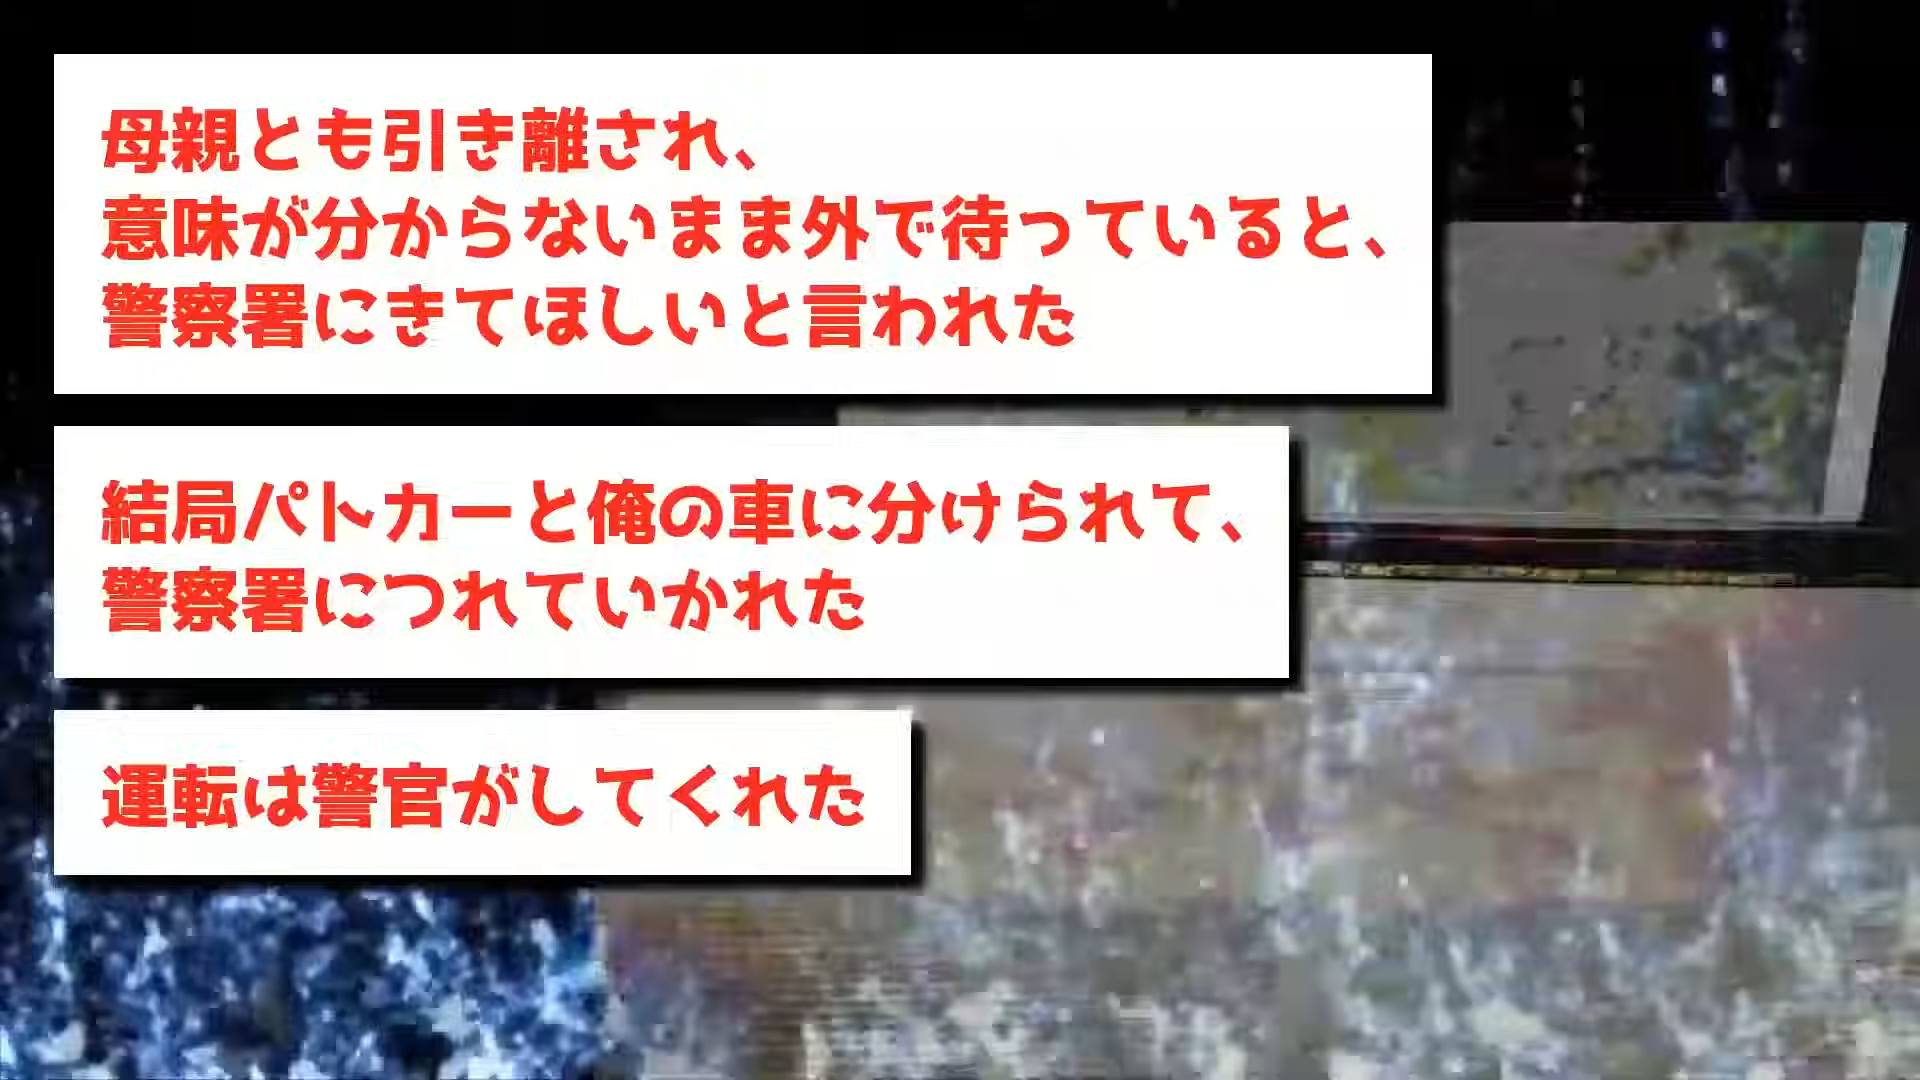 母親とも引き離され、
意味が分からないまま外で待っていると、
警察署にきてほしいと言われた
結局パトカーと俺の車に分けられて、
警察署につれていかれた
運転は警官がしてくれた